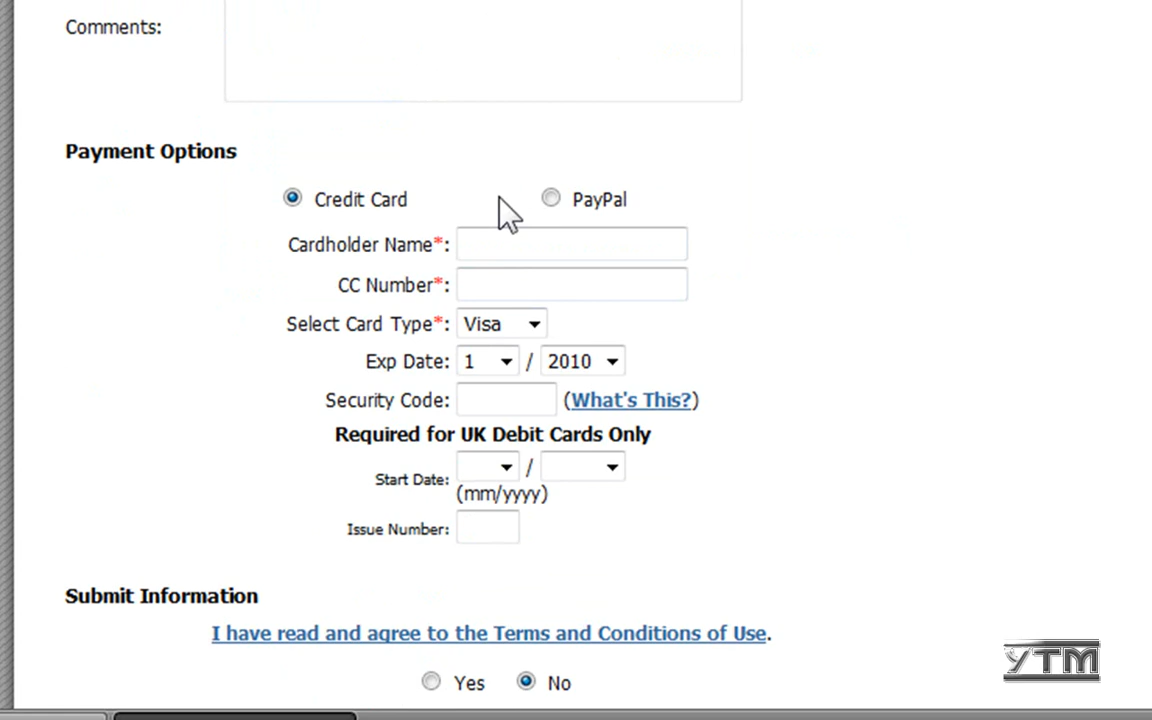 Comments:
Payment Options
Credit Card PayPal
Cardholder Name*:
CC Number*:
Select Card Type*: Visa
Exp Date: 1 / 2010
Security Code: (What's This?)
Required for UK Debit Cards Only
Start Date: /
(mm/yyyy)
Issue Number:
Submit Information
I have read and agree to the Terms and Conditions of Use.
Yes No
YTM